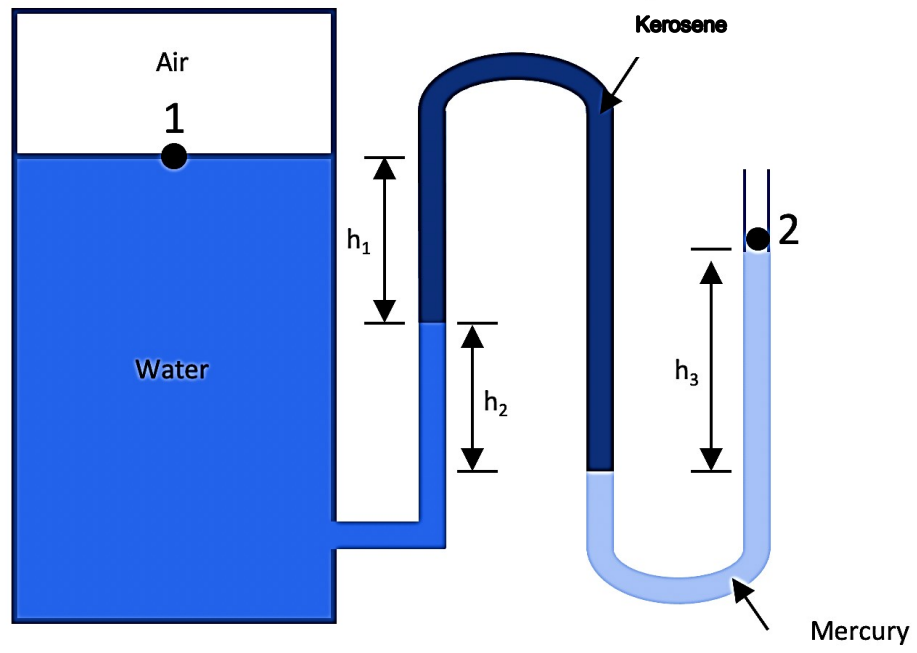 Kerosene
Air
1
2
h₁
Water
h₃
h₂
Mercury